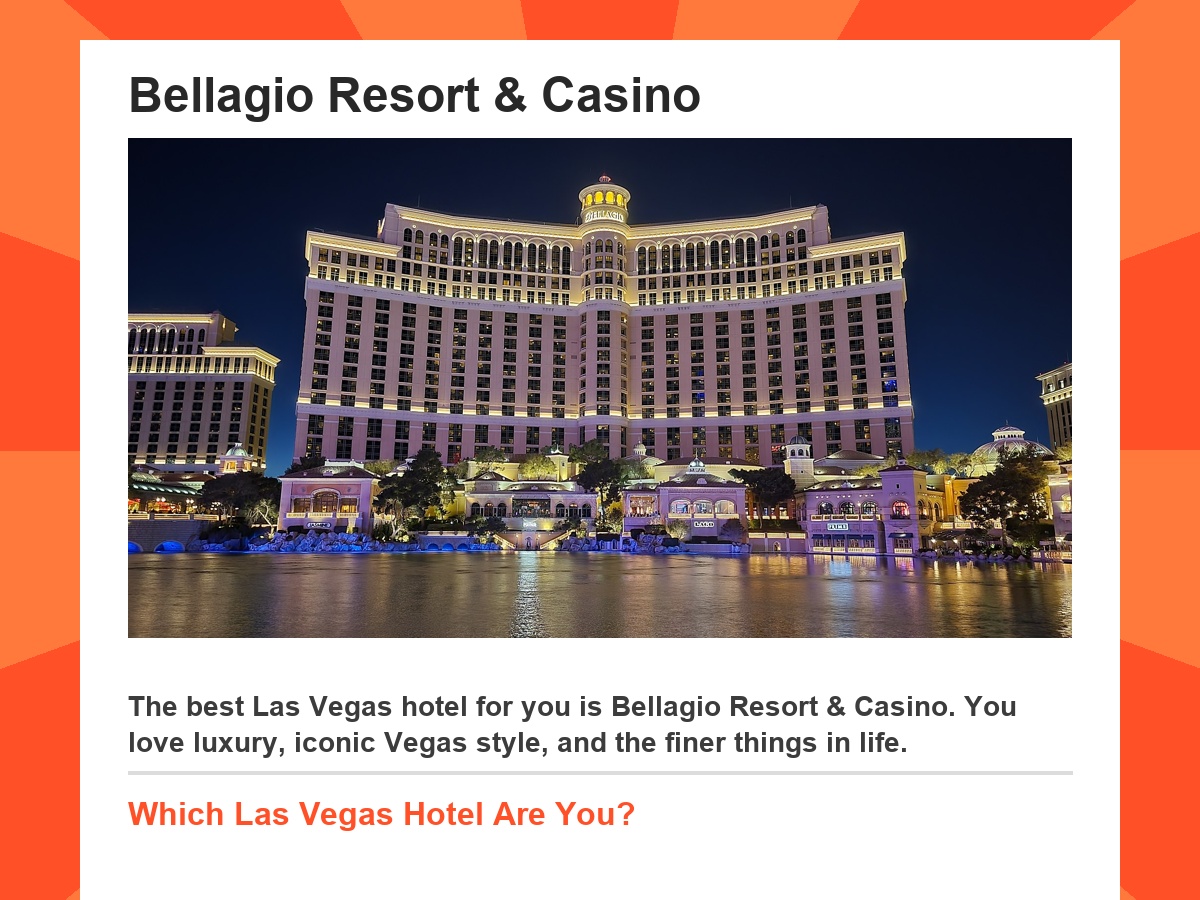 Bellagio Resort & Casino
BELLAGIO
LAGO
The best Las Vegas hotel for you is Bellagio Resort & Casino. You
love luxury, iconic Vegas style, and the finer things in life.
Which Las Vegas Hotel Are You?